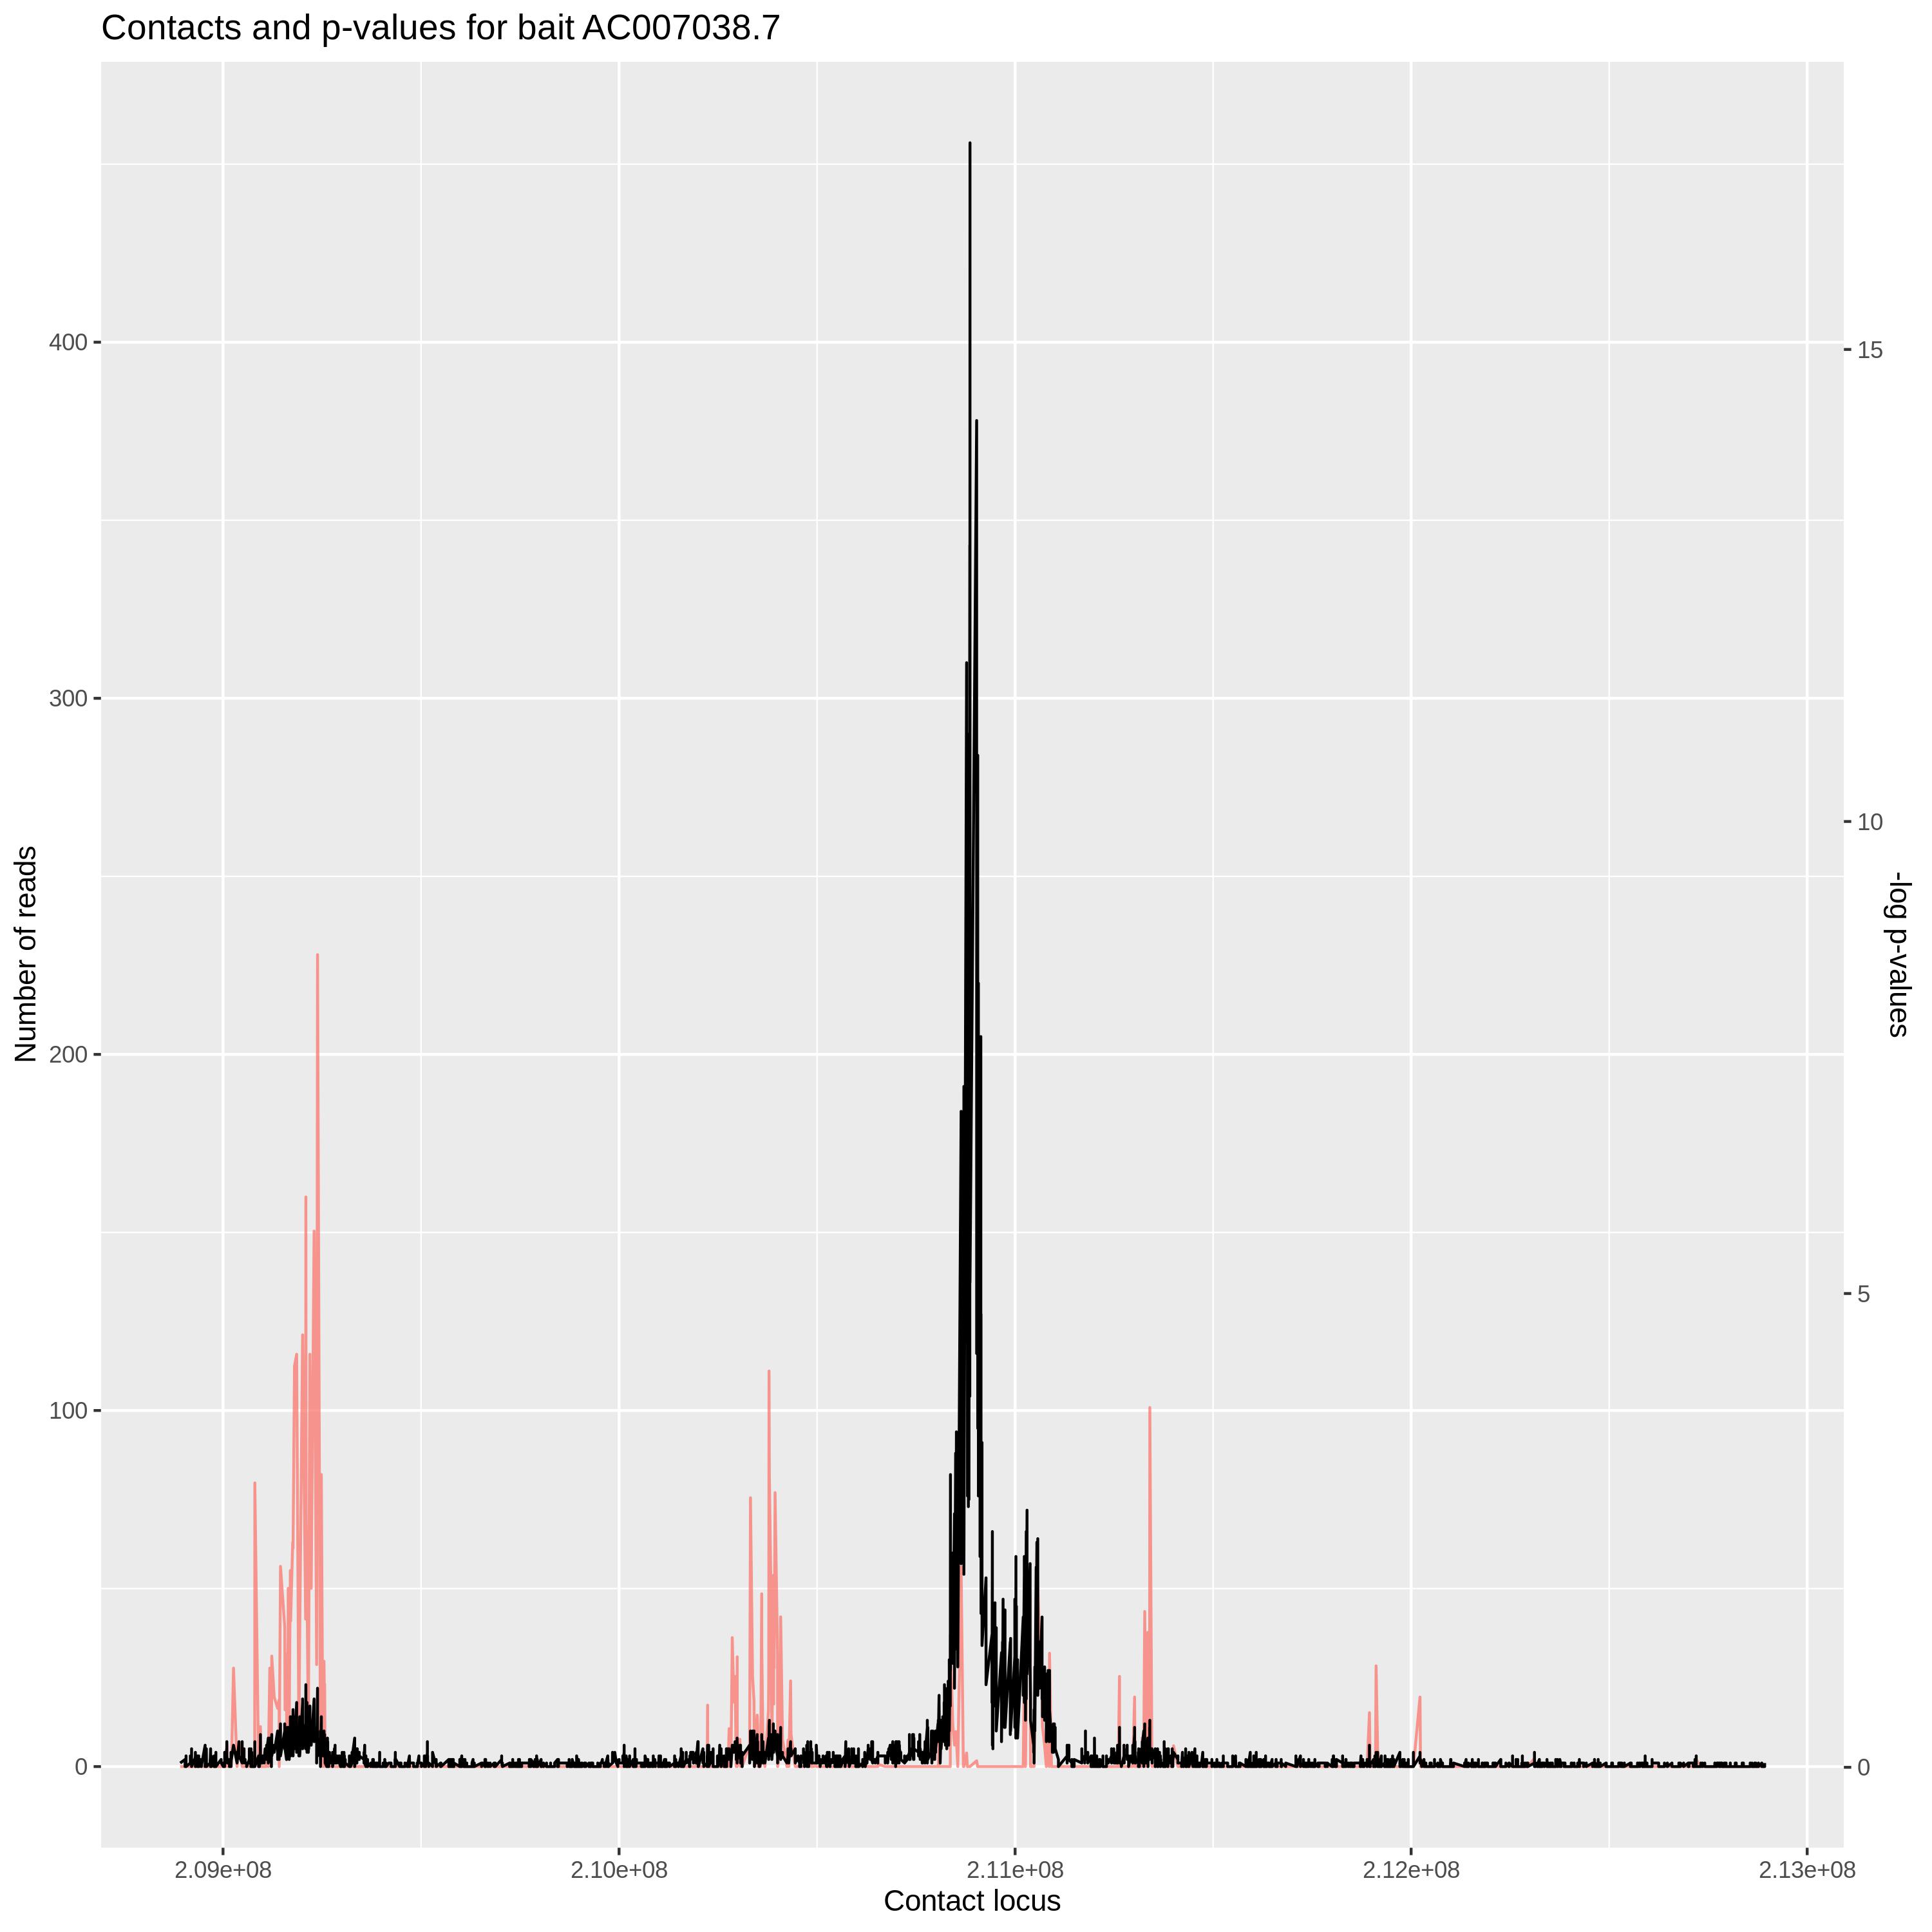 Contacts and p-values for bait AC007038.7
400
300
200
100
0
Number of reads
15
10
5
0
-log p-values
2.09e+08
2.10e+08
2.11e+08
2.12e+08
2.13e+08
Contact locus